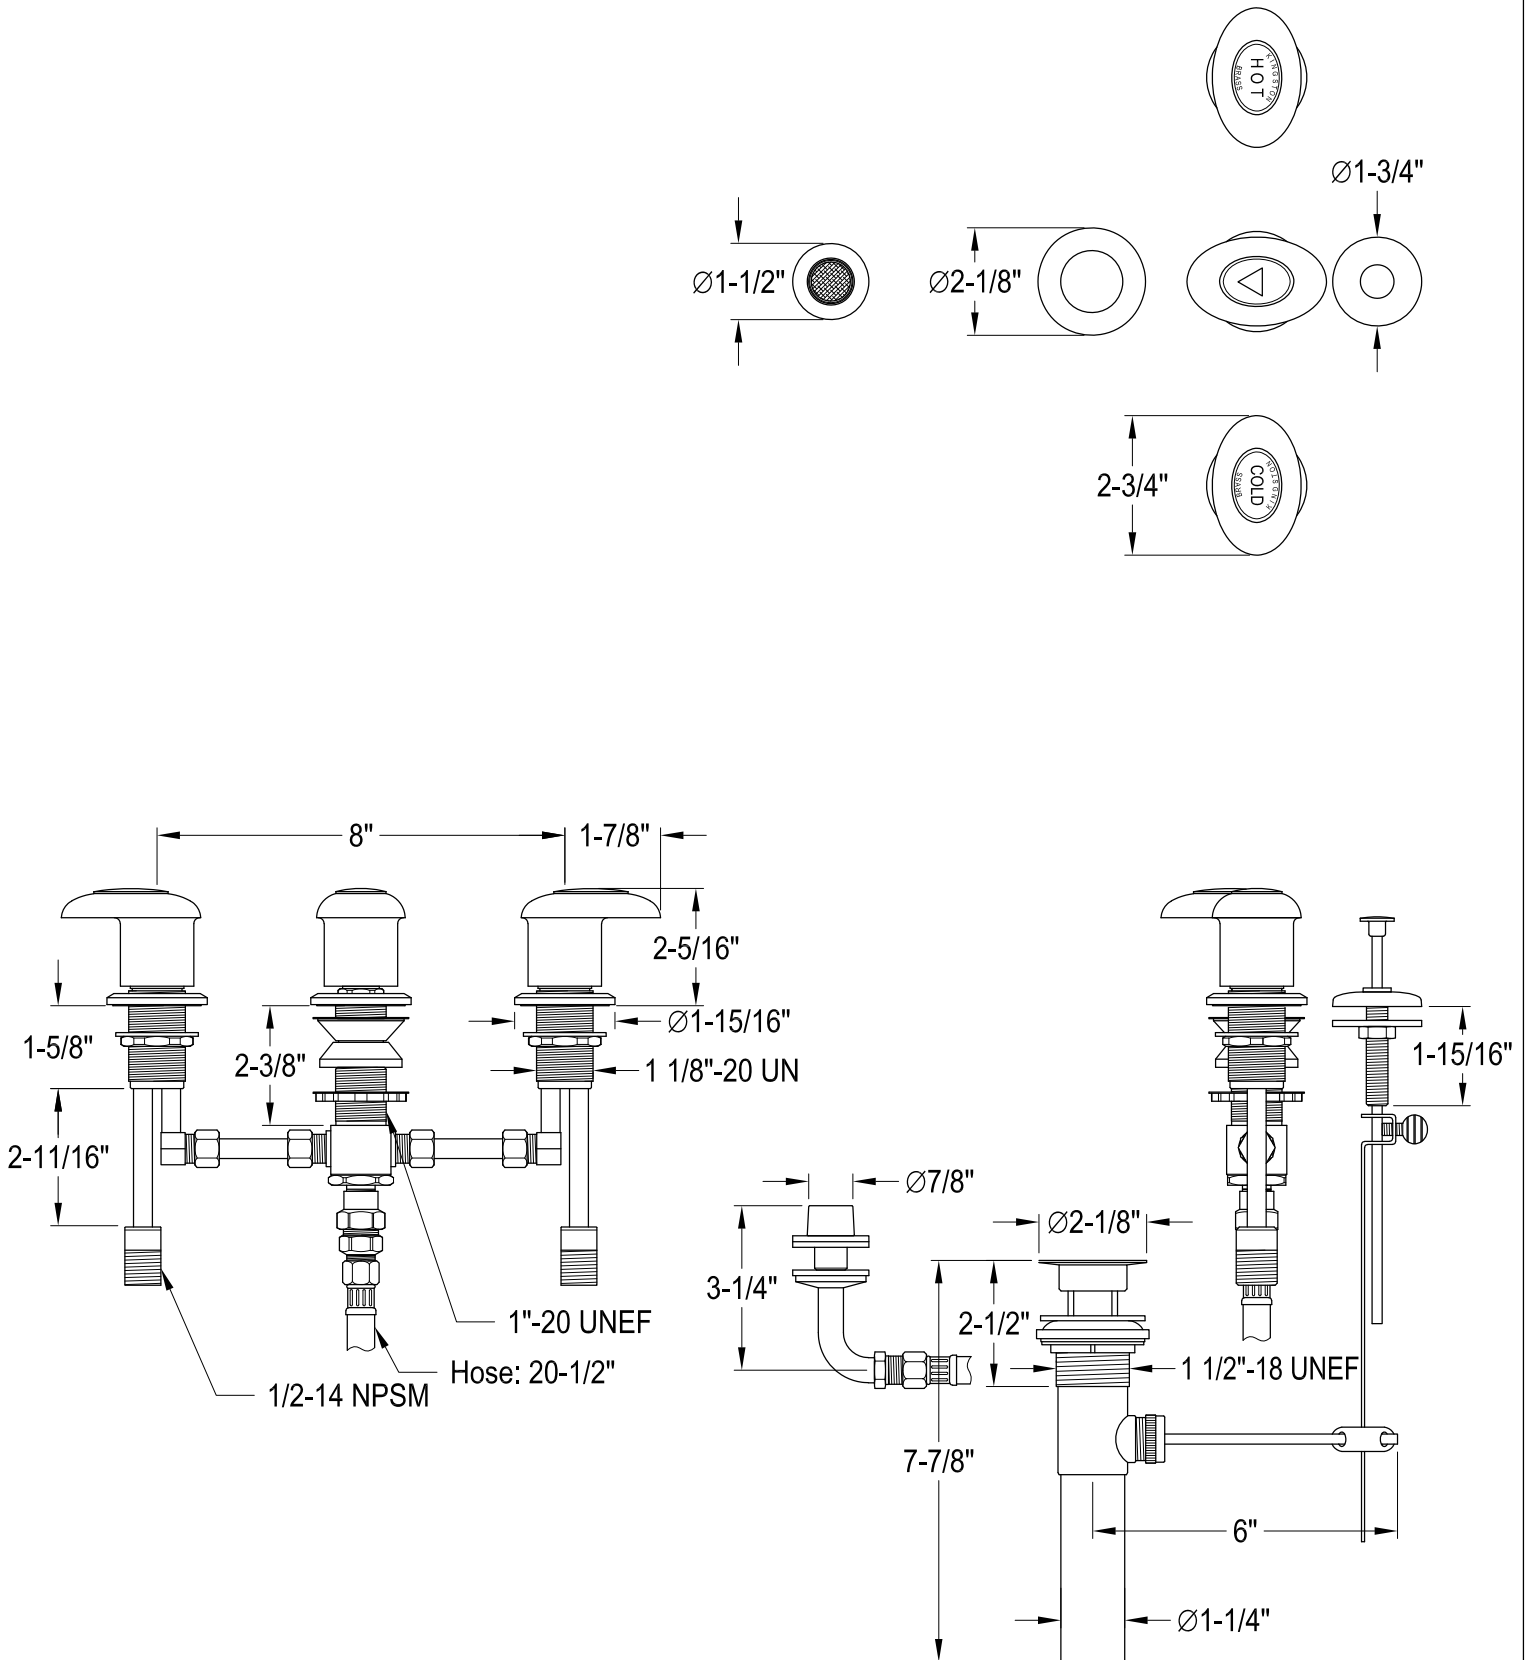 KINGSTON
HOT
BRASS
Ø1-3/4"
Ø1-1/2"
Ø2-1/8"
2-3/4"
KINGSTON
COLD
BRASS
8"
1-7/8"
2-5/16"
Ø1-15/16"
1-5/8"
2-3/8"
1 1/8"-20 UN
1-15/16"
2-11/16"
Ø7/8"
Ø2-1/8"
3-1/4"
2-1/2"
1"-20 UNEF
Hose: 20-1/2"
1 1/2"-18 UNEF
1/2-14 NPSM
7-7/8"
6"
Ø1-1/4"